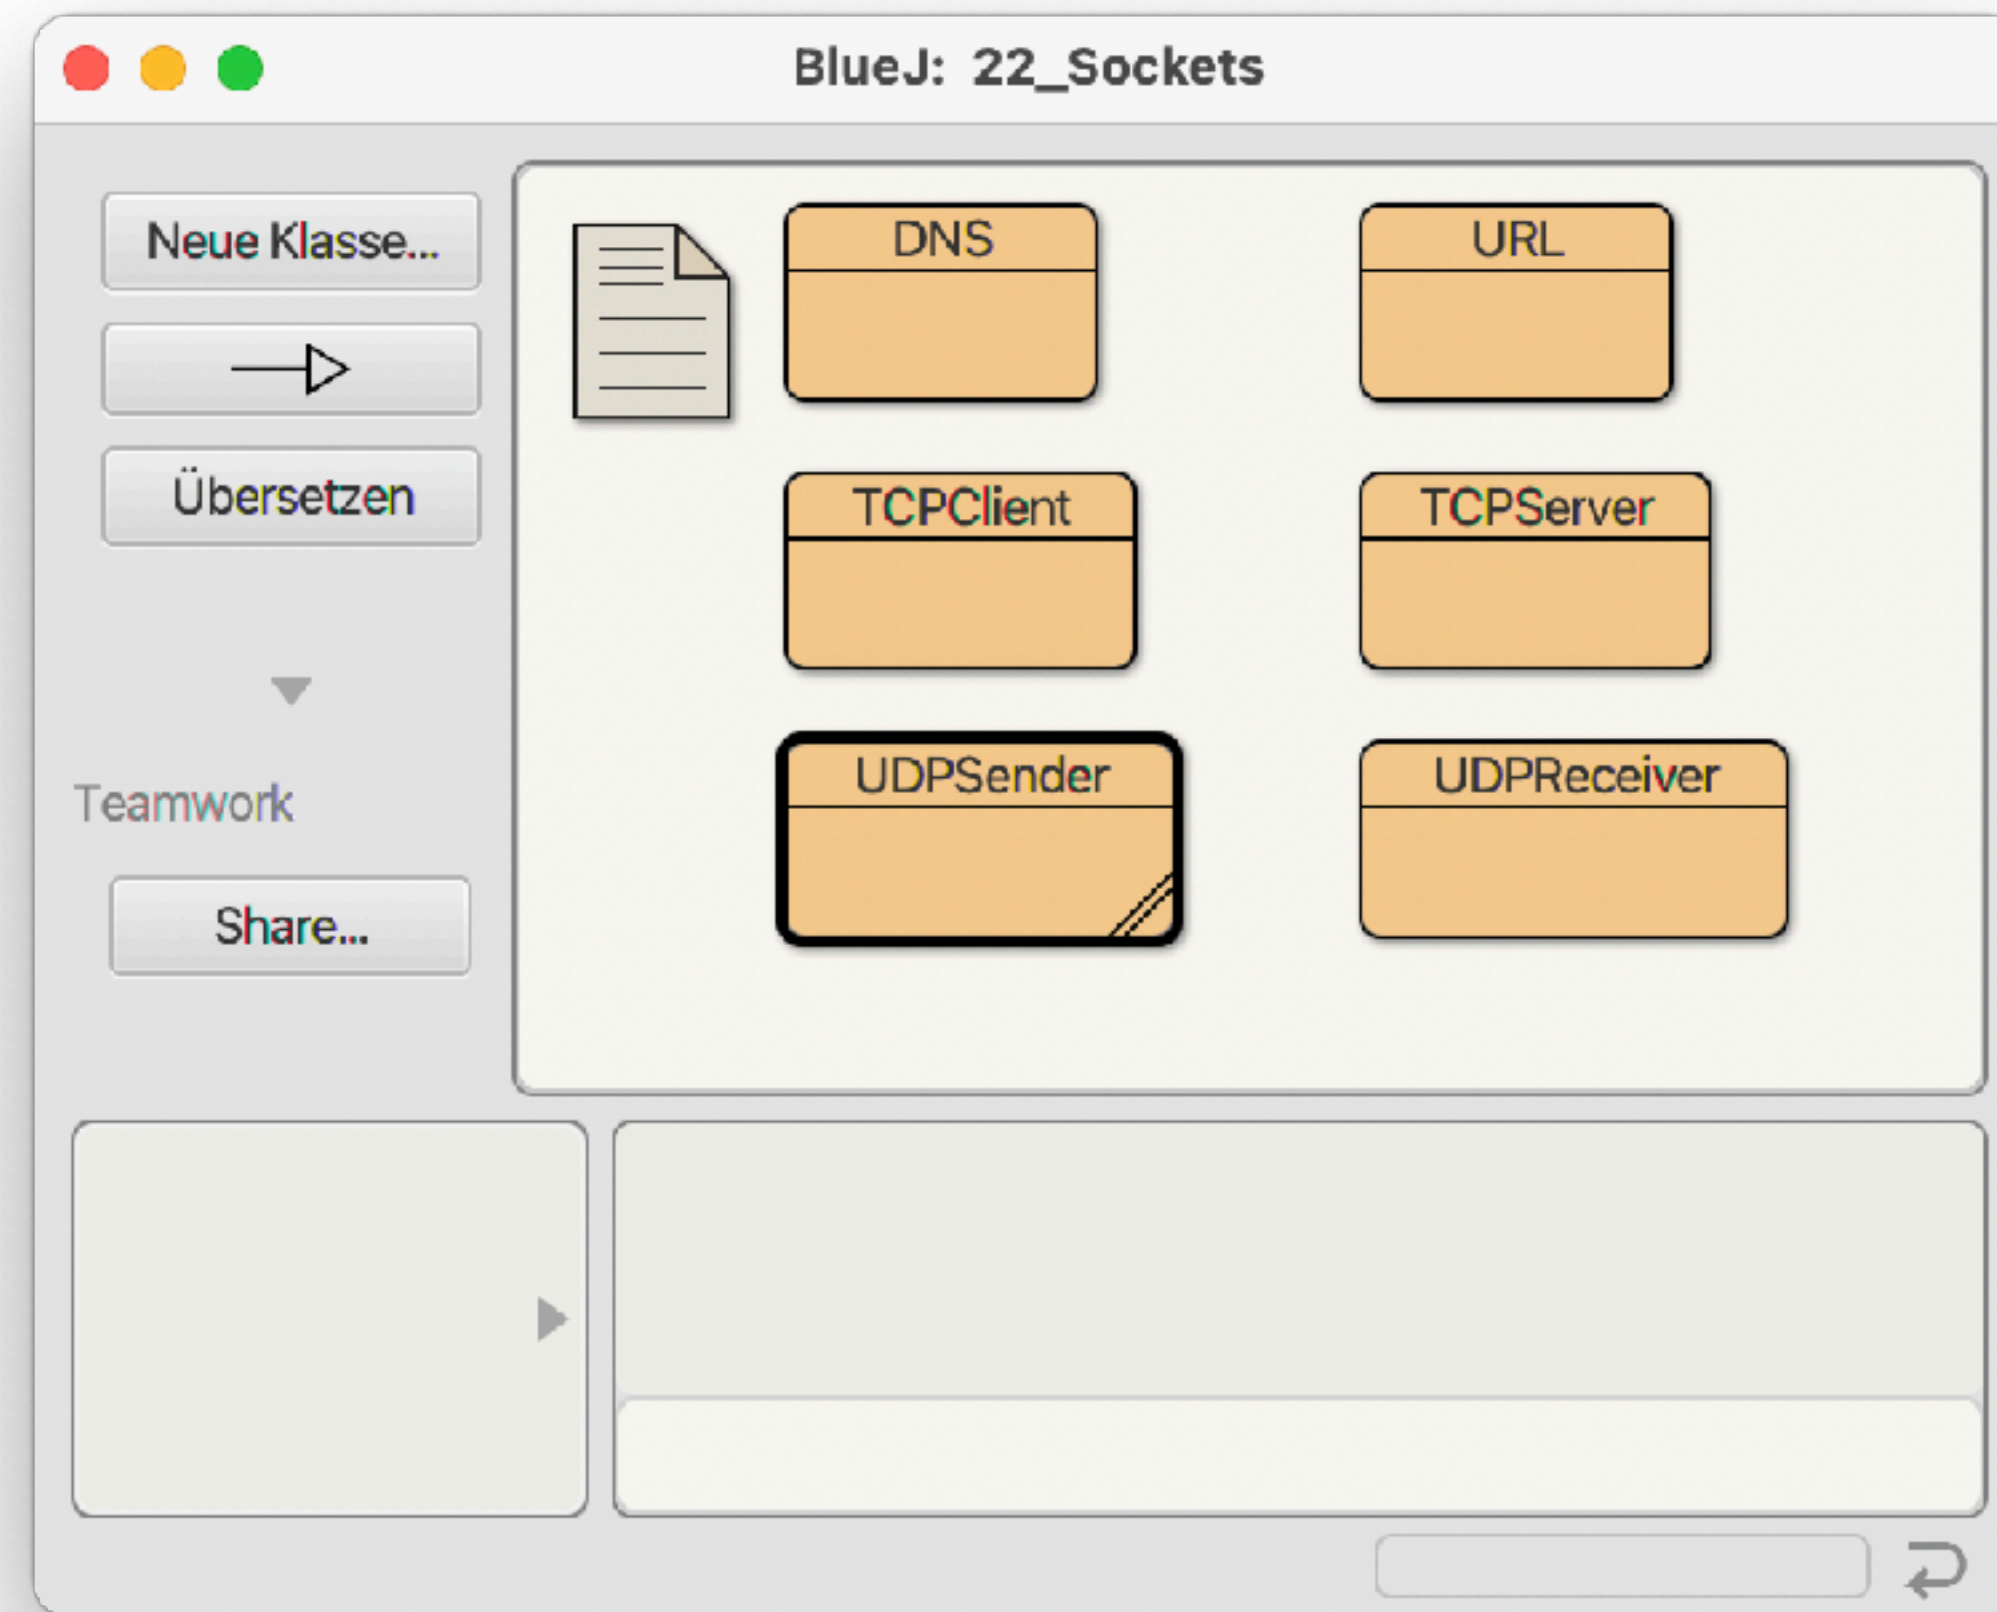 BlueJ: 22_Sockets
Neue Klasse...
Übersetzen
Teamwork
Share...
DNS
URL
TCPClient
TCPServer
UDPSender
UDPReceiver